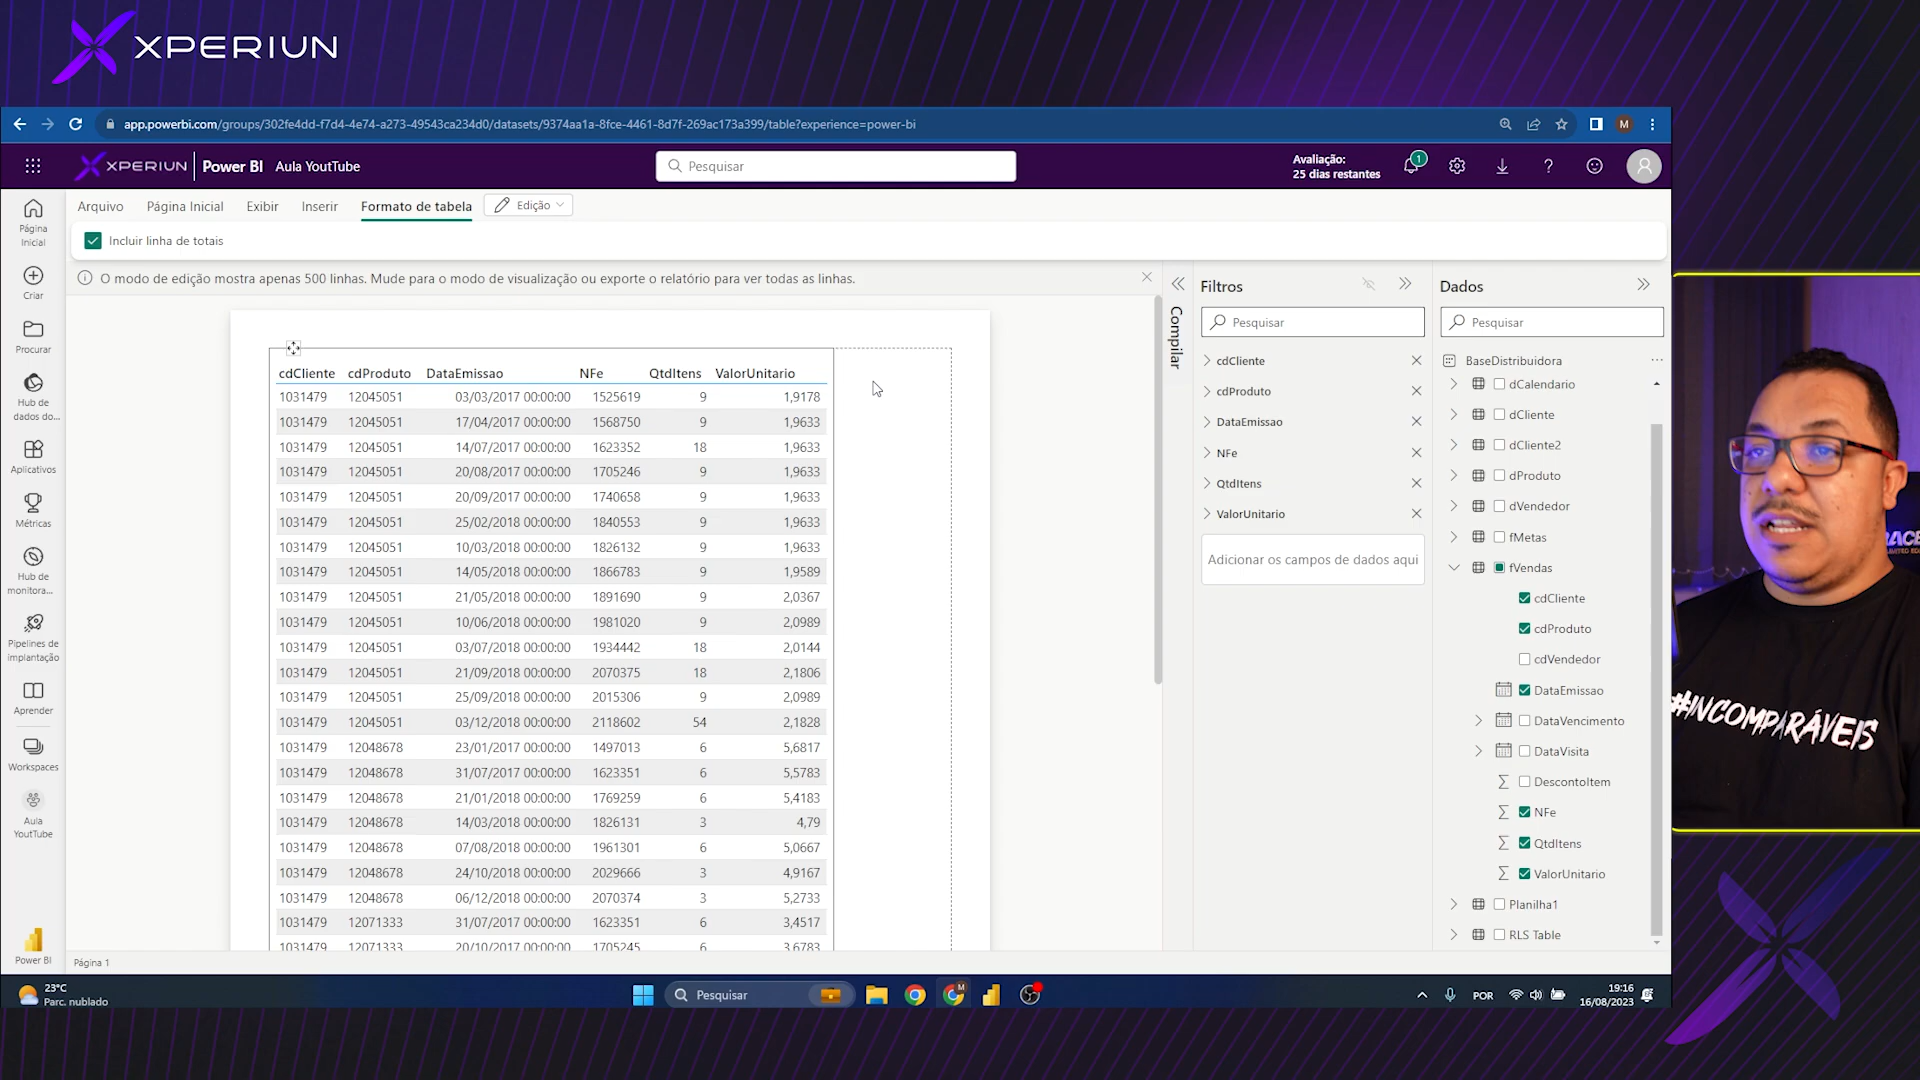 XPERIUN
app.powerbi.com/groups/302fe4dd-f7d4-4e74-a273-49543ca234d0/datasets/9374aa1a-8fce-4461-8d7f-269ac173a399/table?experience=power-bi
M
XPERIUN Power BI Aula YouTube
Pesquisar
Avaliação:
25 dias restantes
1
?
Arquivo Página Inicial Exibir Inserir Formato de tabela Edição
Incluir linha de totais
O modo de edição mostra apenas 500 linhas. Mude para o modo de visualização ou exporte o relatório para ver todas as linhas.
Página
Inicial
Criar
Procurar
Hub de
dados do...
Aplicativos
Métricas
Hub de
monitora...
Pipelines de
implantação
Aprender
Workspaces
Aula
YouTube
Power BI
cdCliente cdProduto DataEmissao NFe QtdItens ValorUnitario
1031479 12045051 03/03/2017 00:00:00 1525619 9 1,9178
1031479 12045051 17/04/2017 00:00:00 1568750 9 1,9633
1031479 12045051 14/07/2017 00:00:00 1623352 18 1,9633
1031479 12045051 20/08/2017 00:00:00 1705246 9 1,9633
1031479 12045051 20/09/2017 00:00:00 1740658 9 1,9633
1031479 12045051 25/02/2018 00:00:00 1840553 9 1,9633
1031479 12045051 10/03/2018 00:00:00 1826132 9 1,9633
1031479 12045051 14/05/2018 00:00:00 1866783 9 1,9589
1031479 12045051 21/05/2018 00:00:00 1891690 9 2,0367
1031479 12045051 10/06/2018 00:00:00 1981020 9 2,0989
1031479 12045051 03/07/2018 00:00:00 1934442 18 2,0144
1031479 12045051 21/09/2018 00:00:00 2070375 18 2,1806
1031479 12045051 25/09/2018 00:00:00 2015306 9 2,0989
1031479 12045051 03/12/2018 00:00:00 2118602 54 2,1828
1031479 12048678 23/01/2017 00:00:00 1497013 6 5,6817
1031479 12048678 31/07/2017 00:00:00 1623351 6 5,5783
1031479 12048678 21/01/2018 00:00:00 1769259 6 5,4183
1031479 12048678 14/03/2018 00:00:00 1826131 3 4,79
1031479 12048678 07/08/2018 00:00:00 1961301 6 5,0667
1031479 12048678 24/10/2018 00:00:00 2029666 3 4,9167
1031479 12048678 06/12/2018 00:00:00 2070374 3 5,2733
1031479 12071333 31/07/2017 00:00:00 1623351 6 3,4517
1031479 12071333 20/10/2017 00:00:00 1705245 6 3,6783
Página 1
Compilar
Filtros
Pesquisar
cdCliente
cdProduto
DataEmissao
NFe
QtdItens
ValorUnitario
Adicionar os campos de dados aqui
Dados
Pesquisar
BaseDistribuidora
dCalendario
dCliente
dCliente2
dProduto
dVendedor
fMetas
fVendas
cdCliente
cdProduto
cdVendedor
DataEmissao
DataVencimento
DataVisita
DescontoItem
NFe
QtdItens
ValorUnitario
Planilha1
RLS Table
#INCOMPARÁVEIS
23°C
Parc. nublado
Pesquisar
M
POR
19:16
16/08/2023